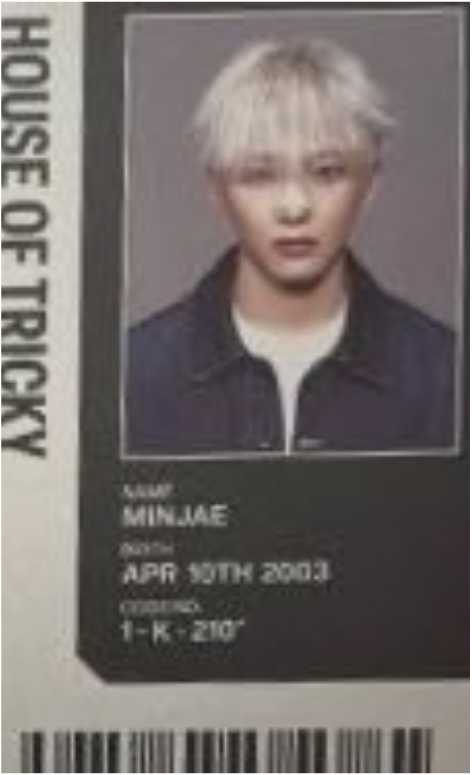 HOUSE OF TRICKY
NAME
MINJAE
BIRTH
APR 10TH 2003
1-K-210"